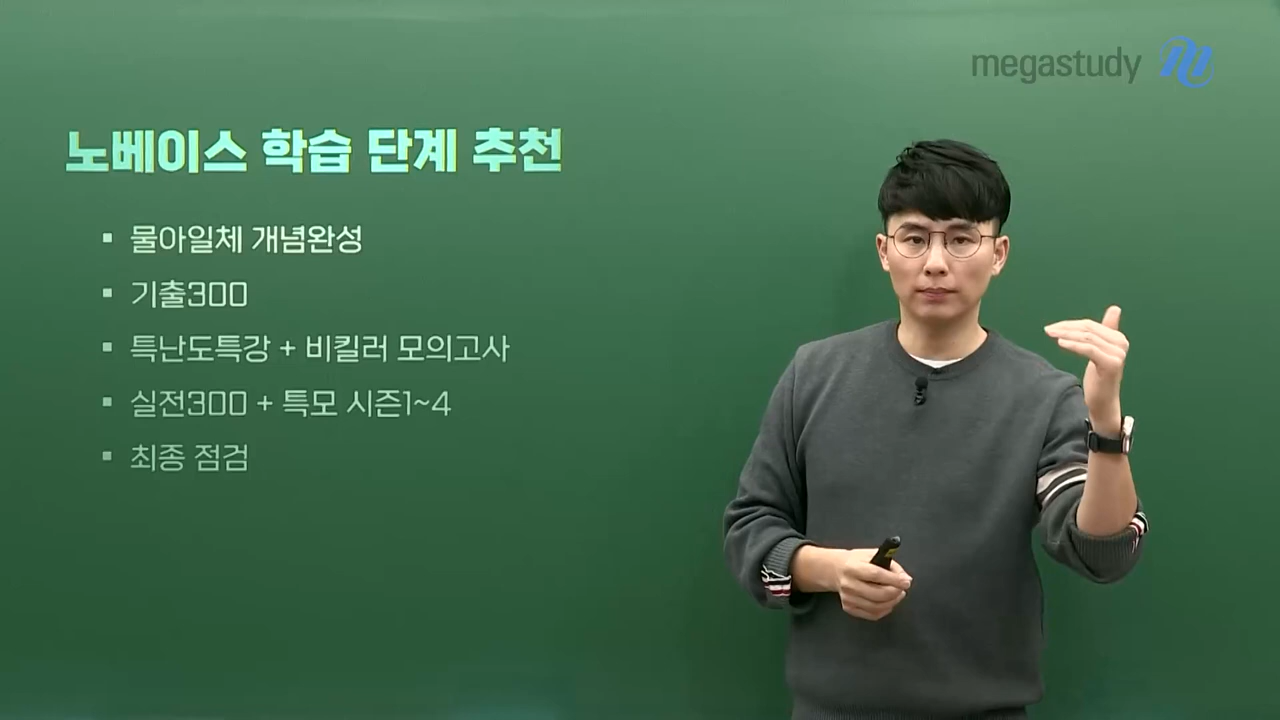 megastudy
노베이스 학습 단계 추천
▪ 물아일체 개념완성
▪ 기출300
▪ 특난도특강 + 비킬러 모의고사
▪ 실전300 + 특모 시즌1~4
▪ 최종 점검